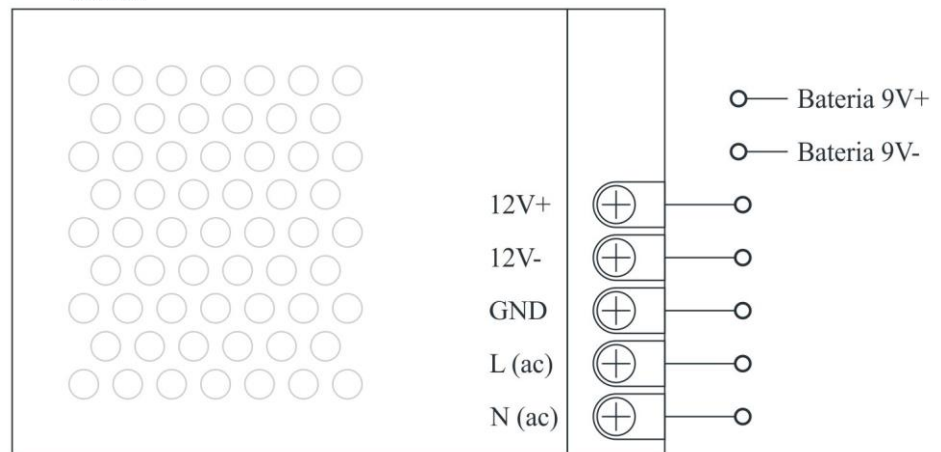 Bateria 9V+
Bateria 9V-
12V+
12V-
GND
L (ac)
N (ac)